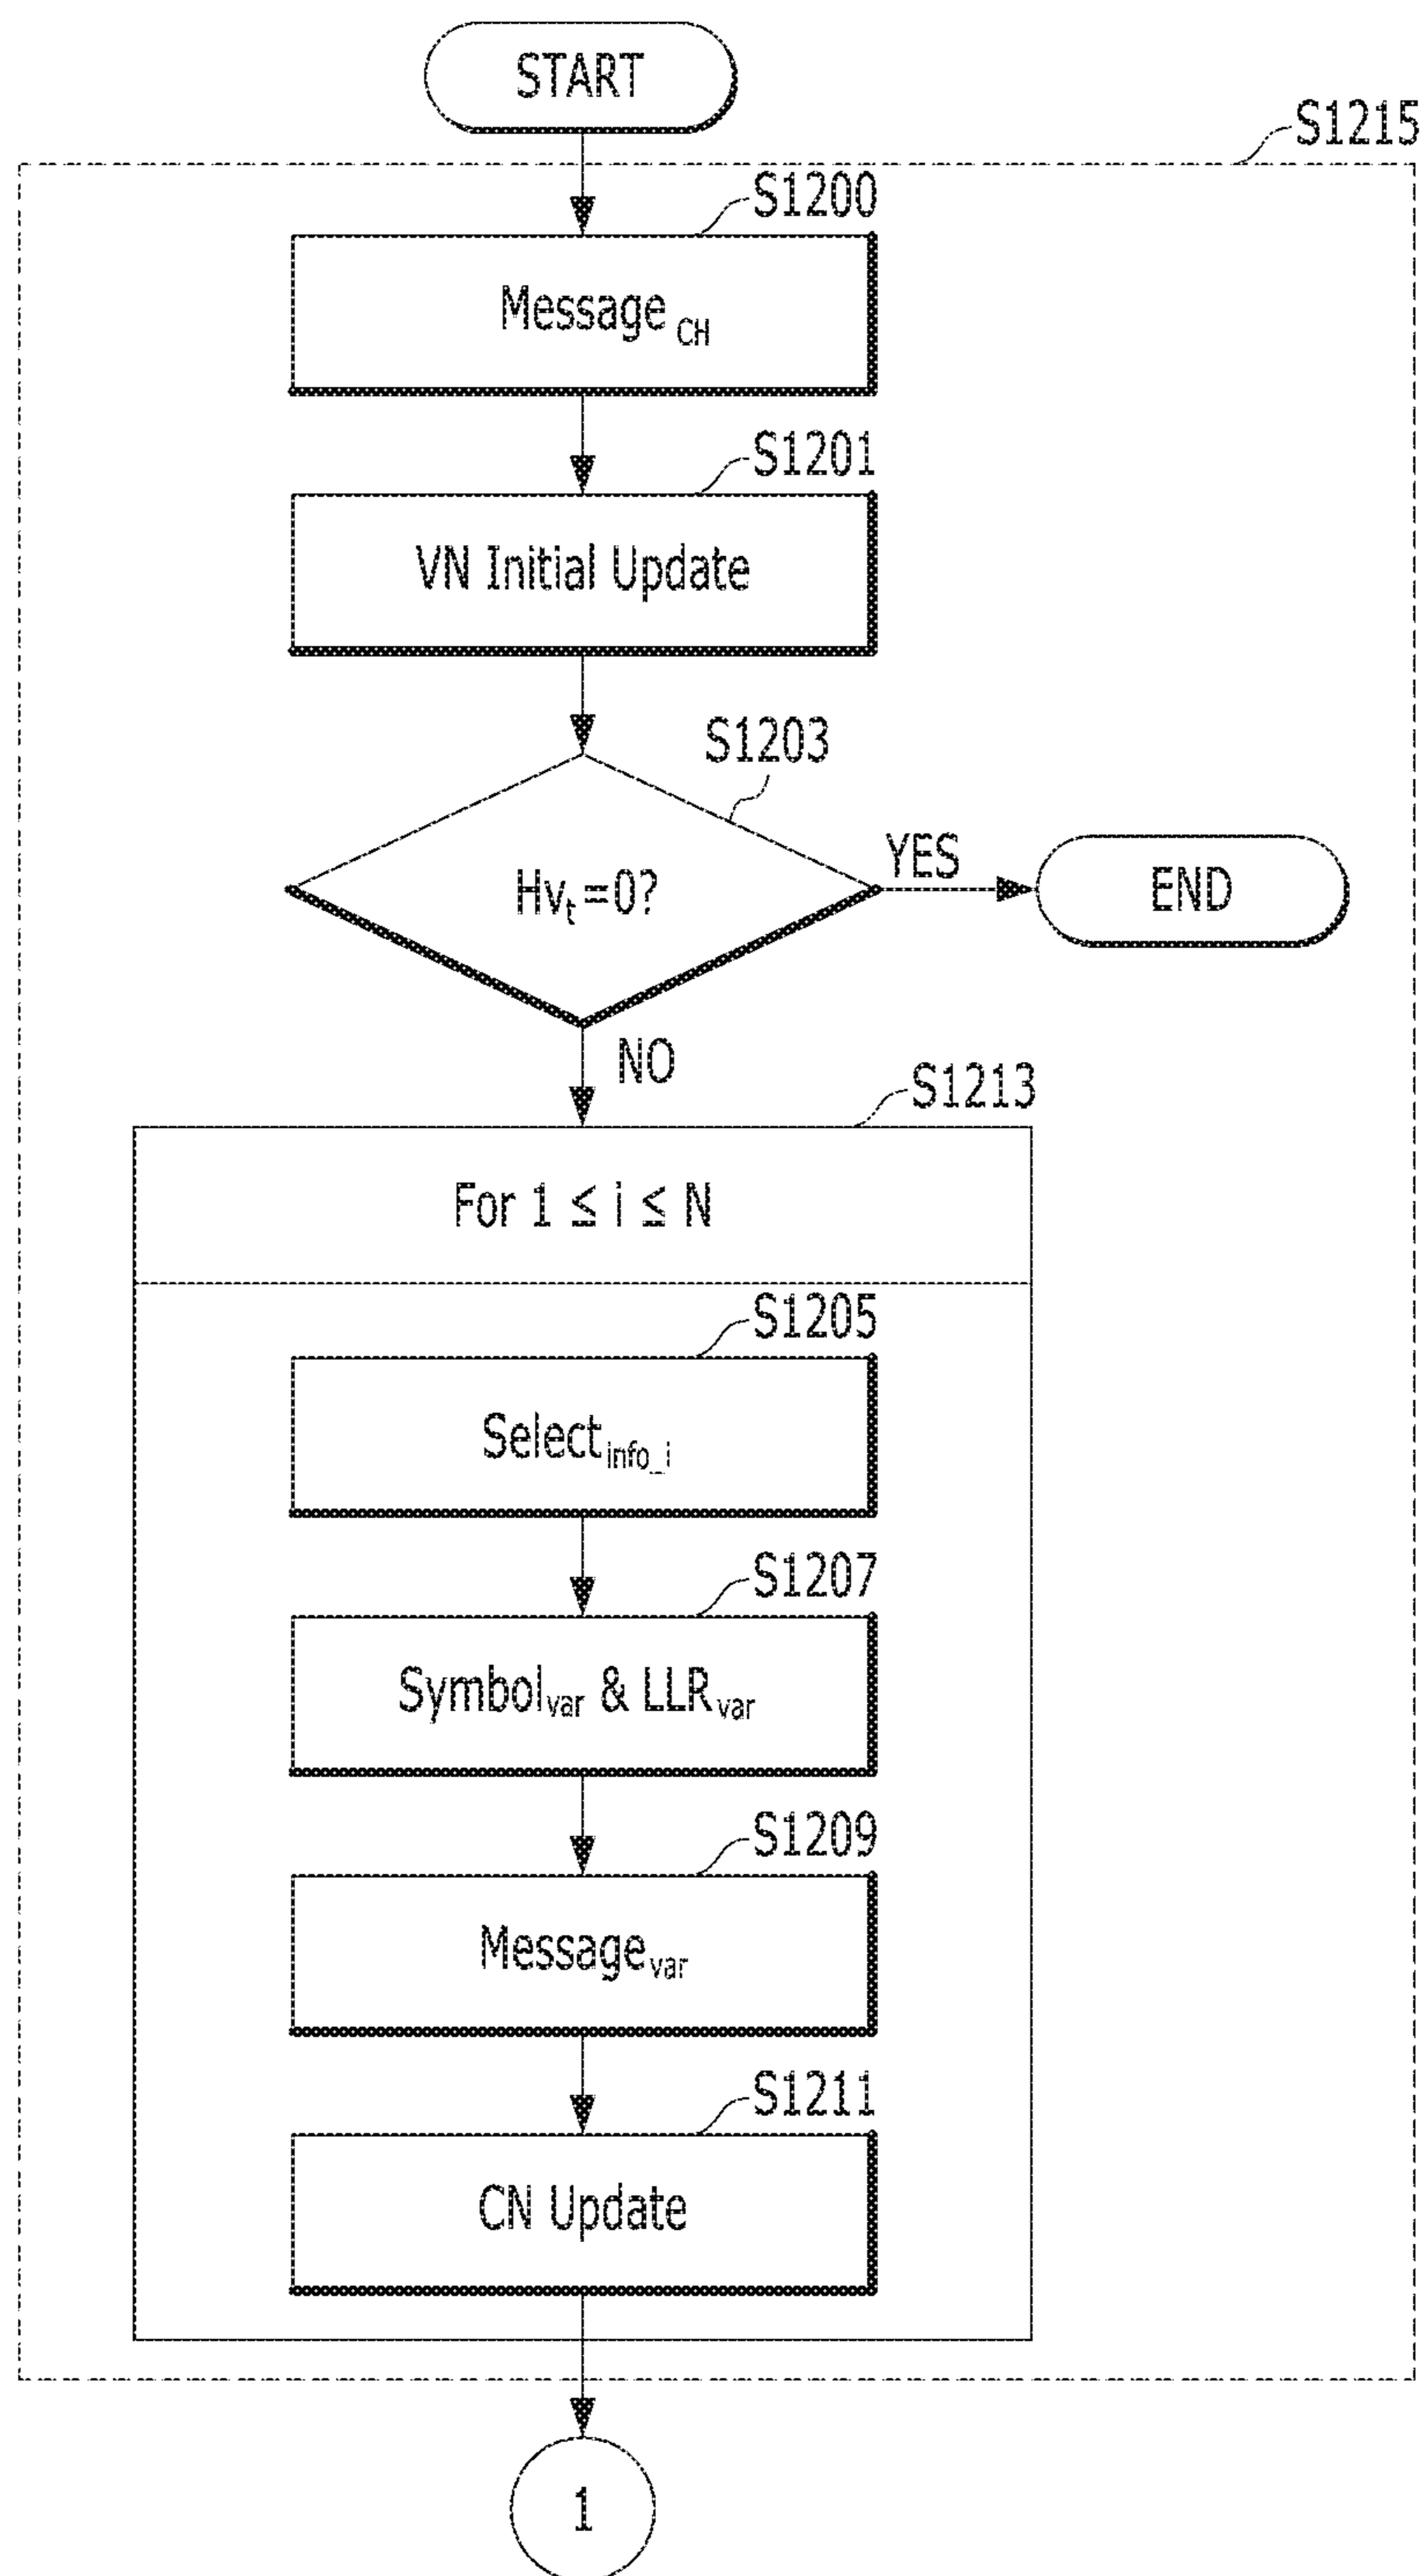 START
S1215
S1200
Message CH
S1201
VN Initial Update
S1203
Hvt=0?
YES
END
NO
S1213
For 1 ≤ i ≤ N
S1205
Selectinfo_i
S1207
Symbolvar & LLRvar
S1209
Messagevar
S1211
CN Update
1